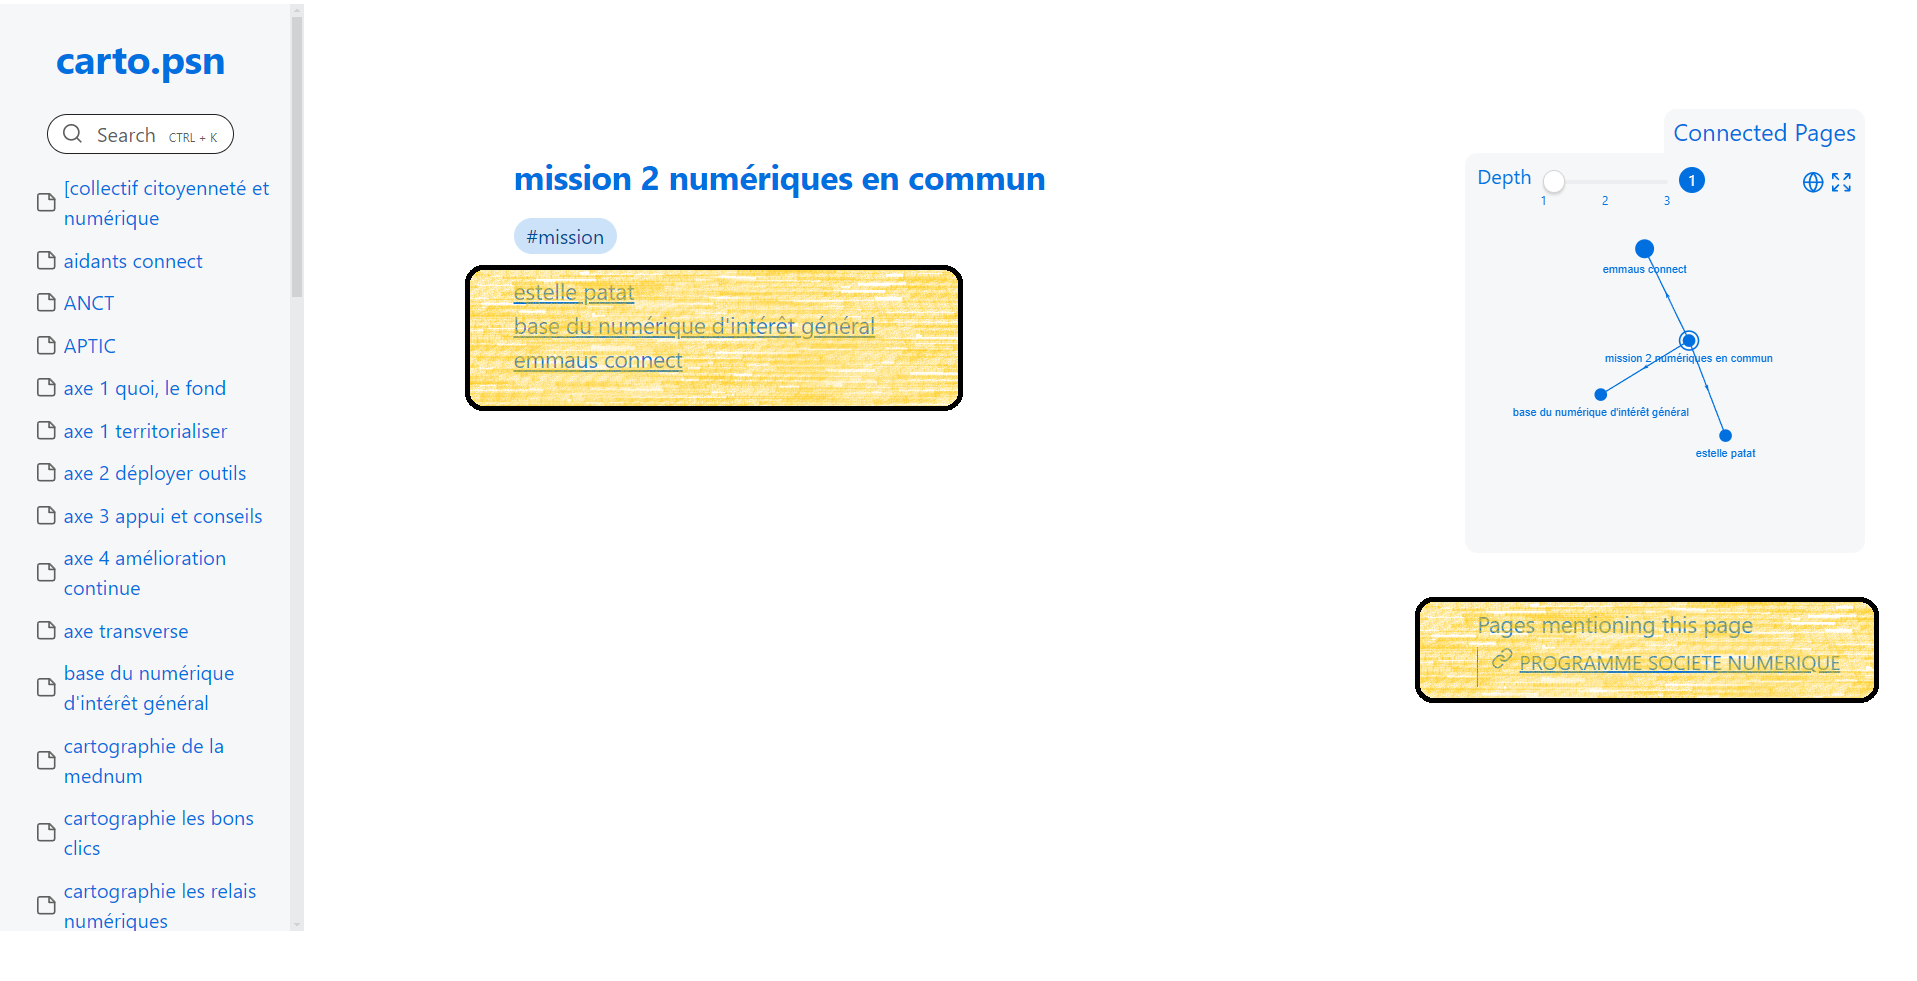 carto.psn
Search CTRL + K
[collectif citoyenneté et
numérique
aidants connect
ANCT
APTIC
axe 1 quoi, le fond
axe 1 territorialiser
axe 2 déployer outils
axe 3 appui et conseils
axe 4 amélioration
continue
axe transverse
base du numérique
d'intérêt général
cartographie de la
mednum
cartographie les bons
clics
cartographie les relais
numériques
mission 2 numériques en commun
#mission
estelle patat
base du numérique d'intérêt général
emmaus connect
Connected Pages
Depth
1
1 2 3
emmaus connect
mission 2 numériques en commun
base du numérique d'intérêt général
estelle patat
Pages mentioning this page
PROGRAMME SOCIETE NUMERIQUE